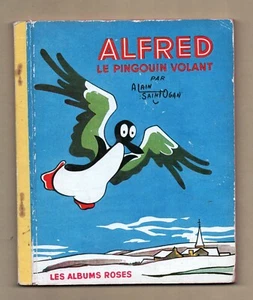 ALFRED
LE PINGOUIN VOLANT
PAR
ALAIN
SAINT-OGAN
LES ALBUMS ROSES